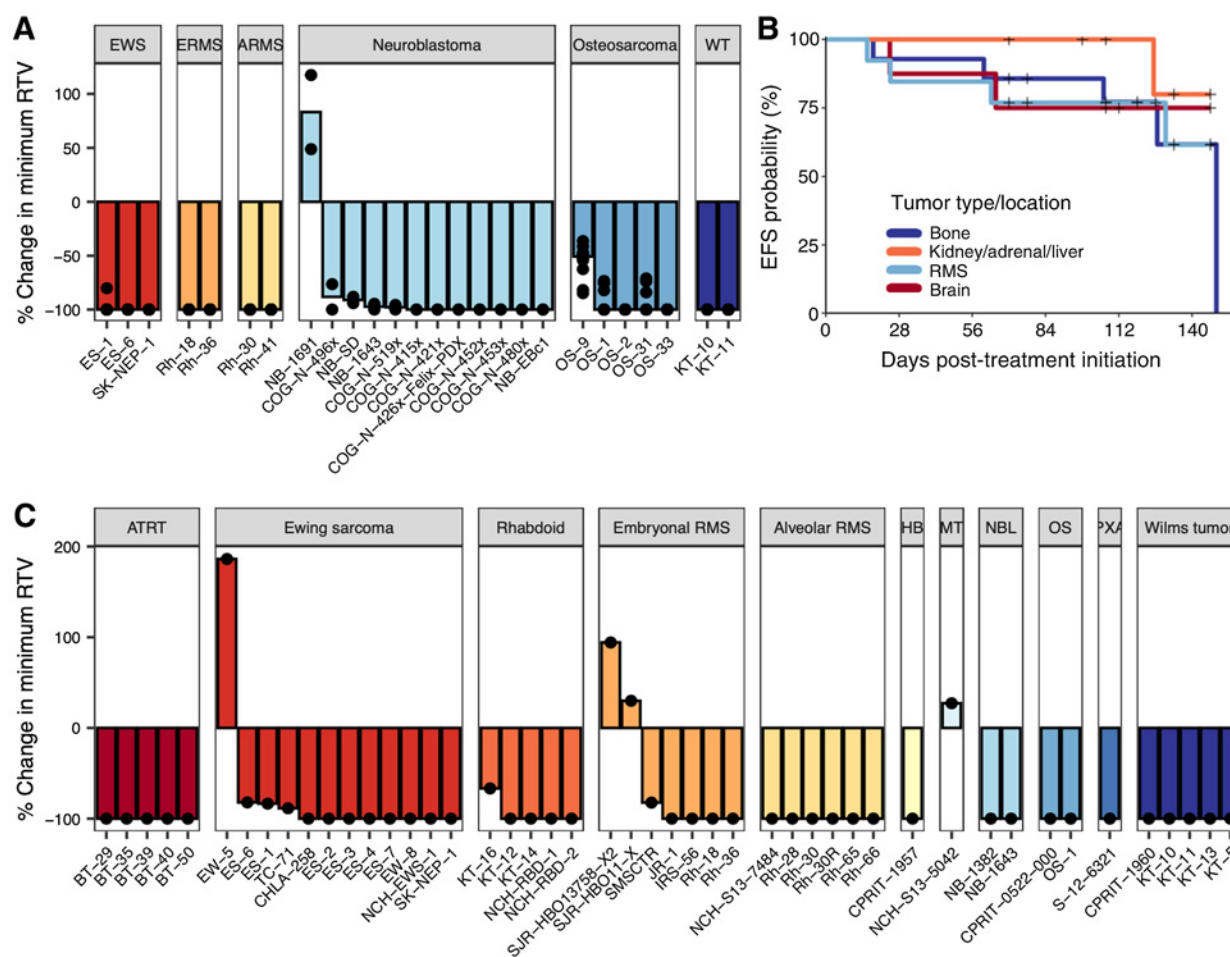 A
EWS
ERMS
ARMS
Neuroblastoma
Osteosarcoma
WT
% Change in minimum RTV
100
50
0
−50
−100
ES−1
ES−6
SK−NEP−1
Rh−18
Rh−36
Rh−30
Rh−41
NB−1691
COG−N−496x
NB−SD
NB−1643
COG−N−519x
COG−N−415x
COG−N−421x
COG−N−426x−Felix−PDX
COG−N−452x
COG−N−453x
COG−N−480x
NB−EBc1
OS−9
OS−1
OS−2
OS−31
OS−33
KT−10
KT−11
B
EFS probability (%)
100
75
50
25
0
Tumor type/location
Bone
Kidney/adrenal/liver
RMS
Brain
0 28 56 84 112 140
Days post-treatment initiation
C
ATRT
Ewing sarcoma
Rhabdoid
Embryonal RMS
Alveolar RMS
HB
MT
NBL
OS
PXA
Wilms tumor
% Change in minimum RTV
200
100
0
−100
BT−29
BT−35
BT−39
BT−40
BT−50
EW−5
ES−6
ES−1
TC−71
CHLA−258
ES−2
ES−3
ES−4
ES−7
EW−8
NCH−EWS−1
SK−NEP−1
KT−16
KT−12
KT−14
NCH−RBD−1
NCH−RBD−2
SJR−HBO13758−X2
SJR−HBO11−X
SMSCTR
JR−1
IRS−56
Rh−18
Rh−36
NCH−S13−7484
Rh−28
Rh−30
Rh−30R
Rh−65
Rh−66
CPRIT−1957
NCH−S13−5042
NB−1382
NB−1643
CPRIT−0522−000
OS−1
S−12−6321
CPRIT−1960
KT−10
KT−11
KT−13